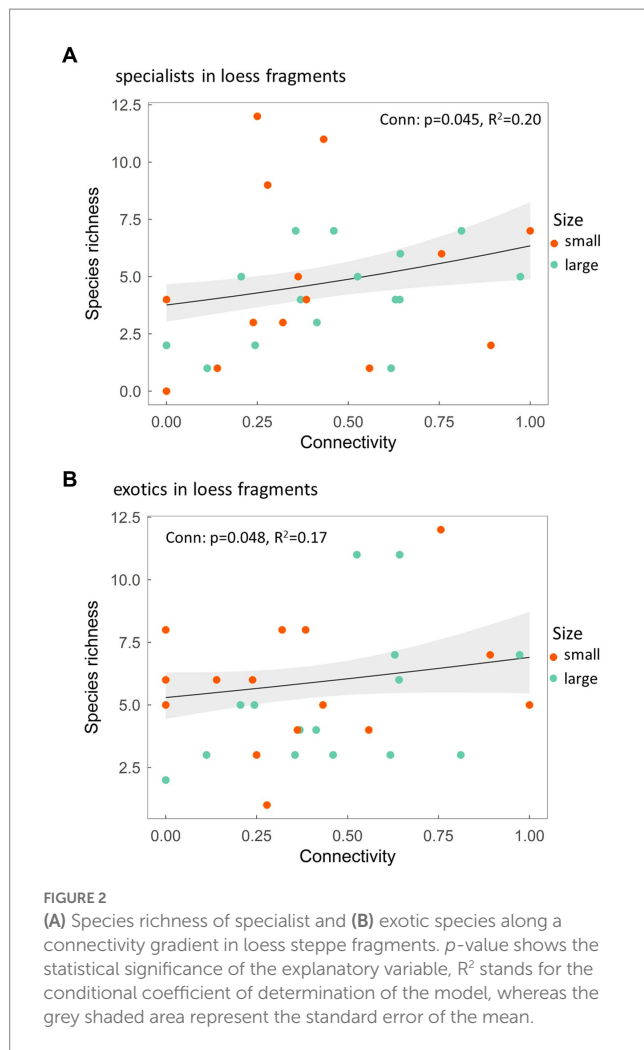 A
specialists in loess fragments
12.5
10.0
7.5
5.0
2.5
0.0
Species richness
Conn: p=0.045, R²=0.20
Size
small
large
0.00 0.25 0.50 0.75 1.00
Connectivity
B
exotics in loess fragments
12.5
10.0
7.5
5.0
2.5
Species richness
Conn: p=0.048, R²=0.17
Size
small
large
0.00 0.25 0.50 0.75 1.00
Connectivity
FIGURE 2
(A) Species richness of specialist and (B) exotic species along a
connectivity gradient in loess steppe fragments. p-value shows the
statistical significance of the explanatory variable, R² stands for the
conditional coefficient of determination of the model, whereas the
grey shaded area represent the standard error of the mean.